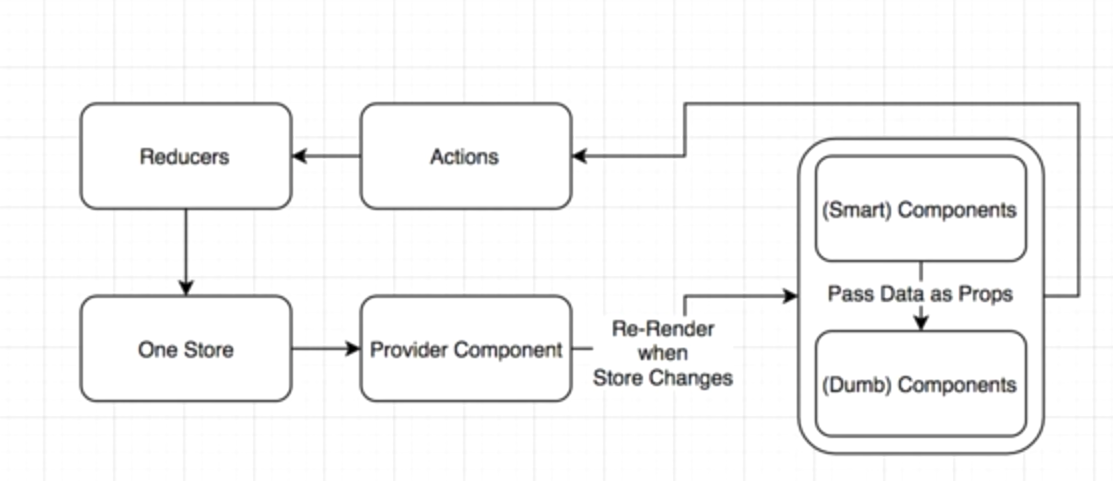 Reducers
Actions
(Smart) Components
Pass Data as Props
One Store
Provider Component
Re-Render
when
Store Changes
(Dumb) Components